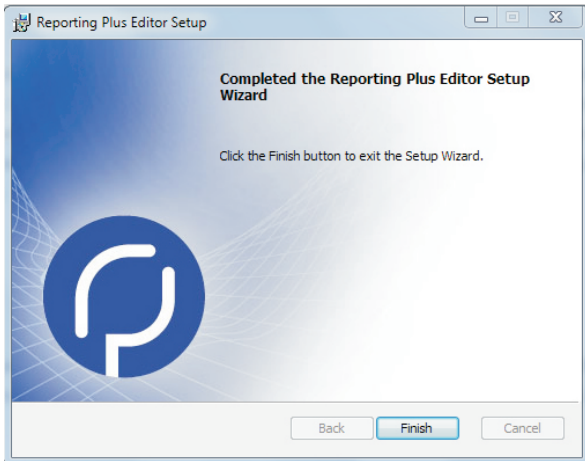 Reporting Plus Editor Setup
Completed the Reporting Plus Editor Setup
Wizard
Click the Finish button to exit the Setup Wizard.
Back Finish Cancel